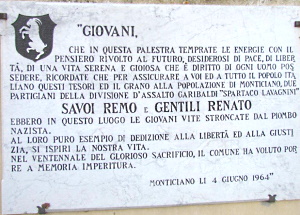 "GIOVANI,
CHE IN QUESTA PALESTRA TEMPRATE LE ENERGIE CON IL
PENSIERO RIVOLTO AL FUTURO, DESIDEROSI DI PACE, DI LIBER
TÀ, DI UNA VITA SERENA E GIOIOSA CHE È DIRITTO DI OGNI UOMO POS
SEDERE, RICORDATE CHE PER ASSICURARE A VOI ED A TUTTO IL POPOLO ITA
LIANO QUESTI TESORI ED IL GRANO ALLA POPOLAZIONE DI MONTICIANO, DUE
PARTIGIANI DELLA DIVISIONE D'ASSALTO GARIBALDI "SPARTACO LAVAGNINI"
SAVOI REMO E GENTILI RENATO
EBBERO IN QUESTO LUOGO LE GIOVANI VITE STRONCATE DAL PIOMBO
NAZISTA.
AL LORO PURO ESEMPIO DI DEDIZIONE ALLA LIBERTÀ ED ALLA GIUSTI
ZIA, SI ISPIRI LA NOSTRA VITA.
NEL VENTENNALE DEL GLORIOSO SACRIFICIO, IL COMUNE HA VOLUTO POR
RE A MEMORIA IMPERITURA.
MONTICIANO LI 4 GIUGNO 1964"